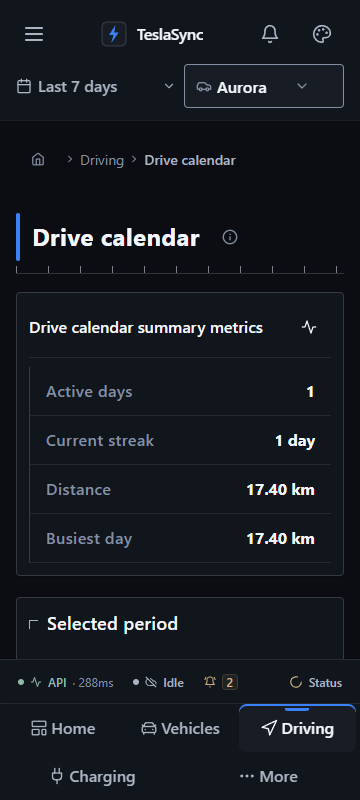 TeslaSync
Last 7 days
Aurora
Driving
Drive calendar
Drive calendar
Drive calendar summary metrics
Active days 1
Current streak 1 day
Distance 17.40 km
Busiest day 17.40 km
Selected period
API · 288ms Idle 2 Status
Home Vehicles Driving
Charging More